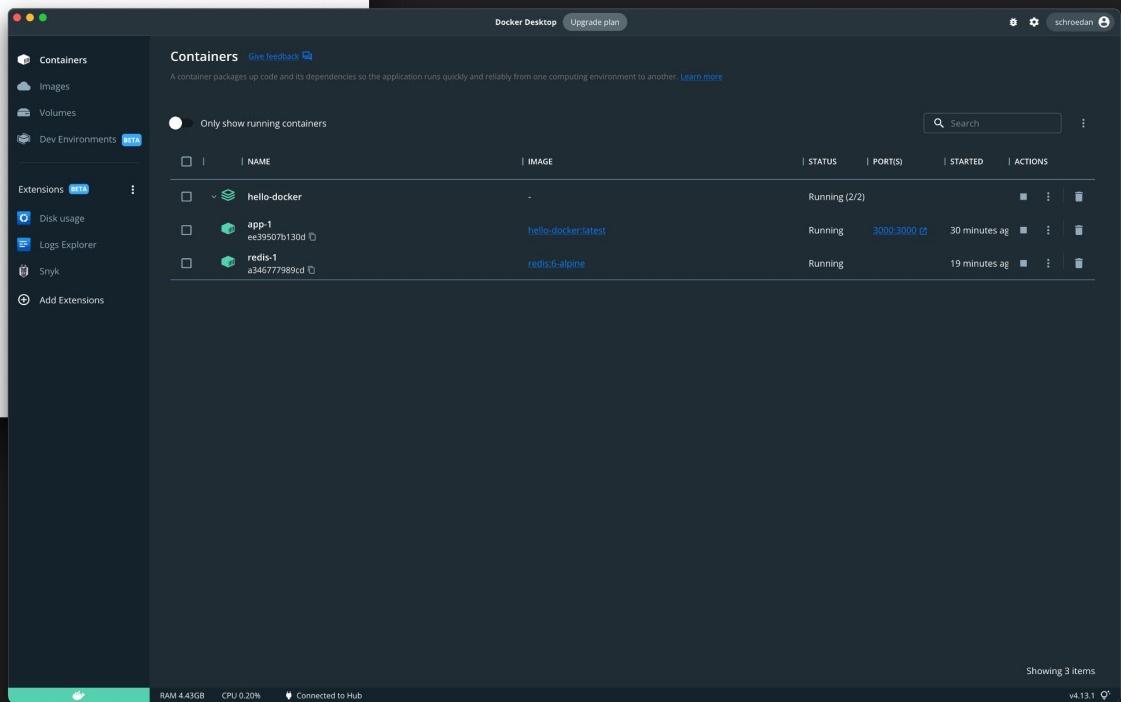 Docker Desktop Upgrade plan schroedan
Containers
Images
Volumes
Dev Environments BETA
Extensions BETA
Disk usage
Logs Explorer
Snyk
Add Extensions
Containers Give feedback
A container packages up code and its dependencies so the application runs quickly and reliably from one computing environment to another. Learn more
Only show running containers
Search
NAME IMAGE STATUS PORT(S) STARTED ACTIONS
hello-docker - Running (2/2)
app-1
ee39507b130d hello-docker:latest Running 3000:3000 30 minutes ag
redis-1
a346777989cd redis:6-alpine Running 19 minutes ag
Showing 3 items
RAM 4.43GB CPU 0.20% Connected to Hub v4.13.1